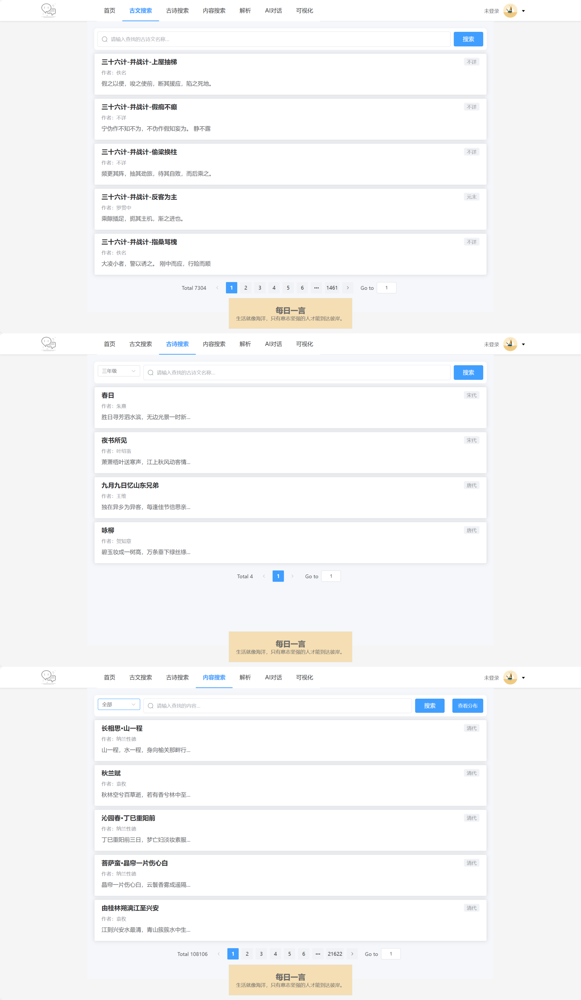 首页 古文搜索 古诗搜索 内容搜索 解析 AI对话 可视化 未登录
请输入查找的古诗文名称... 搜索
三十六计-并战计-上屋抽梯 不详
作者：佚名
假之以便，唆之使前，断其援应，陷之死地。
三十六计-并战计-假痴不癫 不详
作者：不详
宁伪作不知不为，不伪作假知妄为。 静不露
三十六计-并战计-偷梁换柱 不详
作者：不详
频更其阵，抽其劲旅，待其自败，而后乘之。
三十六计-并战计-反客为主 元末
作者：罗贯中
乘隙插足，扼其主机，渐之进也。
三十六计-并战计-指桑骂槐 不详
作者：佚名
大凌小者，警以诱之。 刚中而应，行险而顺
Total 7304 1 2 3 4 5 6 ••• 1461 Go to 1
每日一言
生活就像海洋，只有意志坚强的人才能到达彼岸。
首页 古文搜索 古诗搜索 内容搜索 解析 AI对话 可视化 未登录
三年级 请输入查找的古诗文名称... 搜索
春日 宋代
作者：朱熹
胜日寻芳泗水滨，无边光景一时新...
夜书所见 宋代
作者：叶绍翁
萧萧梧叶送寒声，江上秋风动客情...
九月九日忆山东兄弟 唐代
作者：王维
独在异乡为异客，每逢佳节倍思亲...
咏柳 唐代
作者：贺知章
碧玉妆成一树高，万条垂下绿丝绦...
Total 4 1 Go to 1
每日一言
生活就像海洋，只有意志坚强的人才能到达彼岸。
首页 古文搜索 古诗搜索 内容搜索 解析 AI对话 可视化 未登录
全部 请输入查找的内容... 搜索 查看分布
长相思·山一程 清代
作者：纳兰性德
山一程，水一程，身向榆关那畔行...
秋兰赋 清代
作者：袁枚
秋林空兮百草逝，若有香兮林中至...
沁园春·丁巳重阳前 清代
作者：纳兰性德
丁巳重阳前三日，梦亡妇淡妆素服...
菩萨蛮·晶帘一片伤心白 清代
作者：纳兰性德
晶帘一片伤心白，云鬟香雾成遥隔...
由桂林朔漓江至兴安 清代
作者：袁枚
江到兴安水最清，青山簇簇水中生...
Total 108106 1 2 3 4 5 6 ••• 21622 Go to 1
每日一言
生活就像海洋，只有意志坚强的人才能到达彼岸。